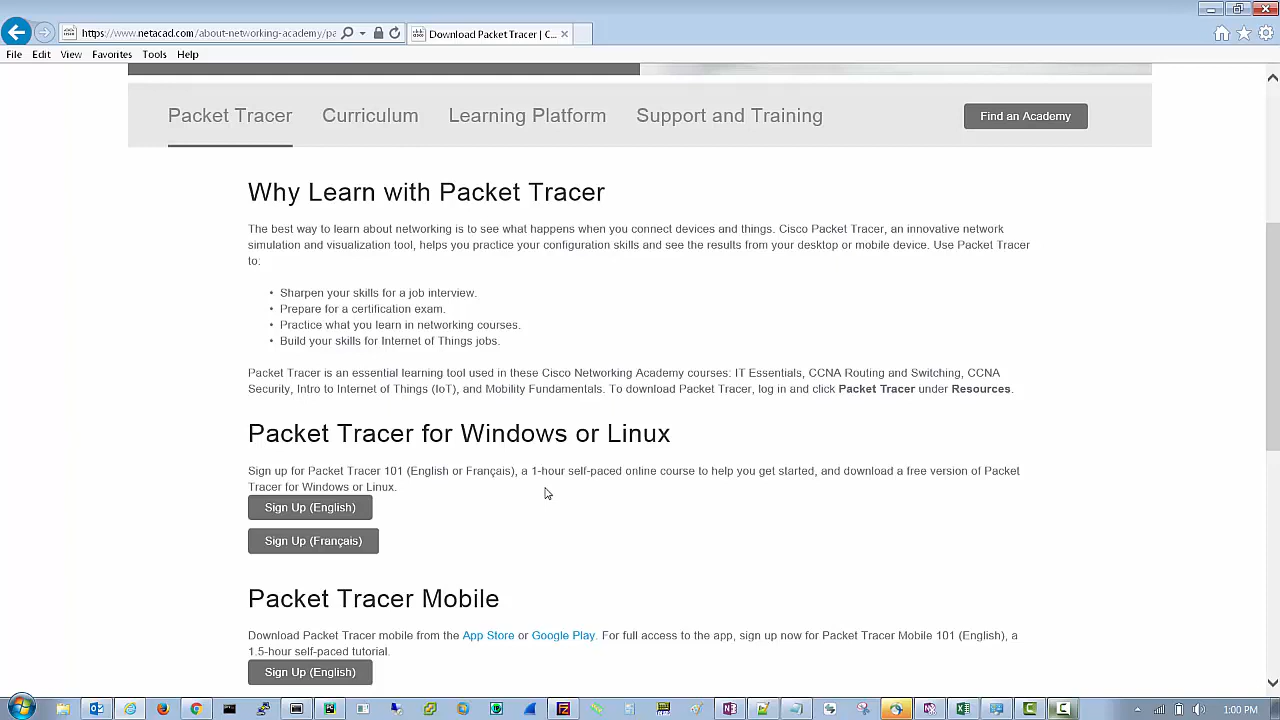 https://www.netacad.com/about-networking-academy/pa
Download Packet Tracer | C...
File Edit View Favorites Tools Help
Packet Tracer Curriculum Learning Platform Support and Training Find an Academy
Why Learn with Packet Tracer
The best way to learn about networking is to see what happens when you connect devices and things. Cisco Packet Tracer, an innovative network
simulation and visualization tool, helps you practice your configuration skills and see the results from your desktop or mobile device. Use Packet Tracer
to:
• Sharpen your skills for a job interview.
• Prepare for a certification exam.
• Practice what you learn in networking courses.
• Build your skills for Internet of Things jobs.
Packet Tracer is an essential learning tool used in these Cisco Networking Academy courses: IT Essentials, CCNA Routing and Switching, CCNA
Security, Intro to Internet of Things (IoT), and Mobility Fundamentals. To download Packet Tracer, log in and click Packet Tracer under Resources.
Packet Tracer for Windows or Linux
Sign up for Packet Tracer 101 (English or Français), a 1-hour self-paced online course to help you get started, and download a free version of Packet
Tracer for Windows or Linux.
Sign Up (English)
Sign Up (Français)
Packet Tracer Mobile
Download Packet Tracer mobile from the App Store or Google Play. For full access to the app, sign up now for Packet Tracer Mobile 101 (English), a
1.5-hour self-paced tutorial.
Sign Up (English)
1:00 PM